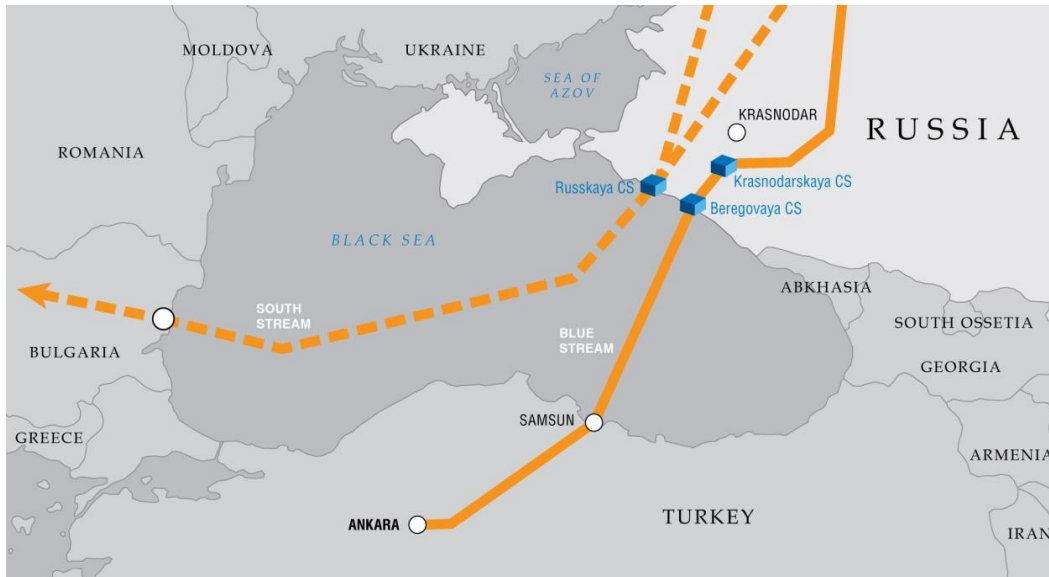 MOLDOVA
UKRAINE
SEA OF
AZOV
KRASNODAR
RUSSIA
ROMANIA
Russkaya CS
Krasnodarskaya CS
Beregovaya CS
BLACK SEA
ABKHASIA
SOUTH
STREAM
SOUTH OSSETIA
BLUE
STREAM
BULGARIA
GEORGIA
SAMSUN
GREECE
ARMENIA
ANKARA
TURKEY
IRAN